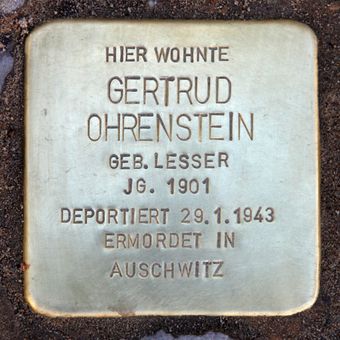 HIER WOHNTE
GERTRUD
OHRENSTEIN
GEB. LESSER
JG. 1901
DEPORTIERT 29.1.1943
ERMORDET IN
AUSCHWITZ